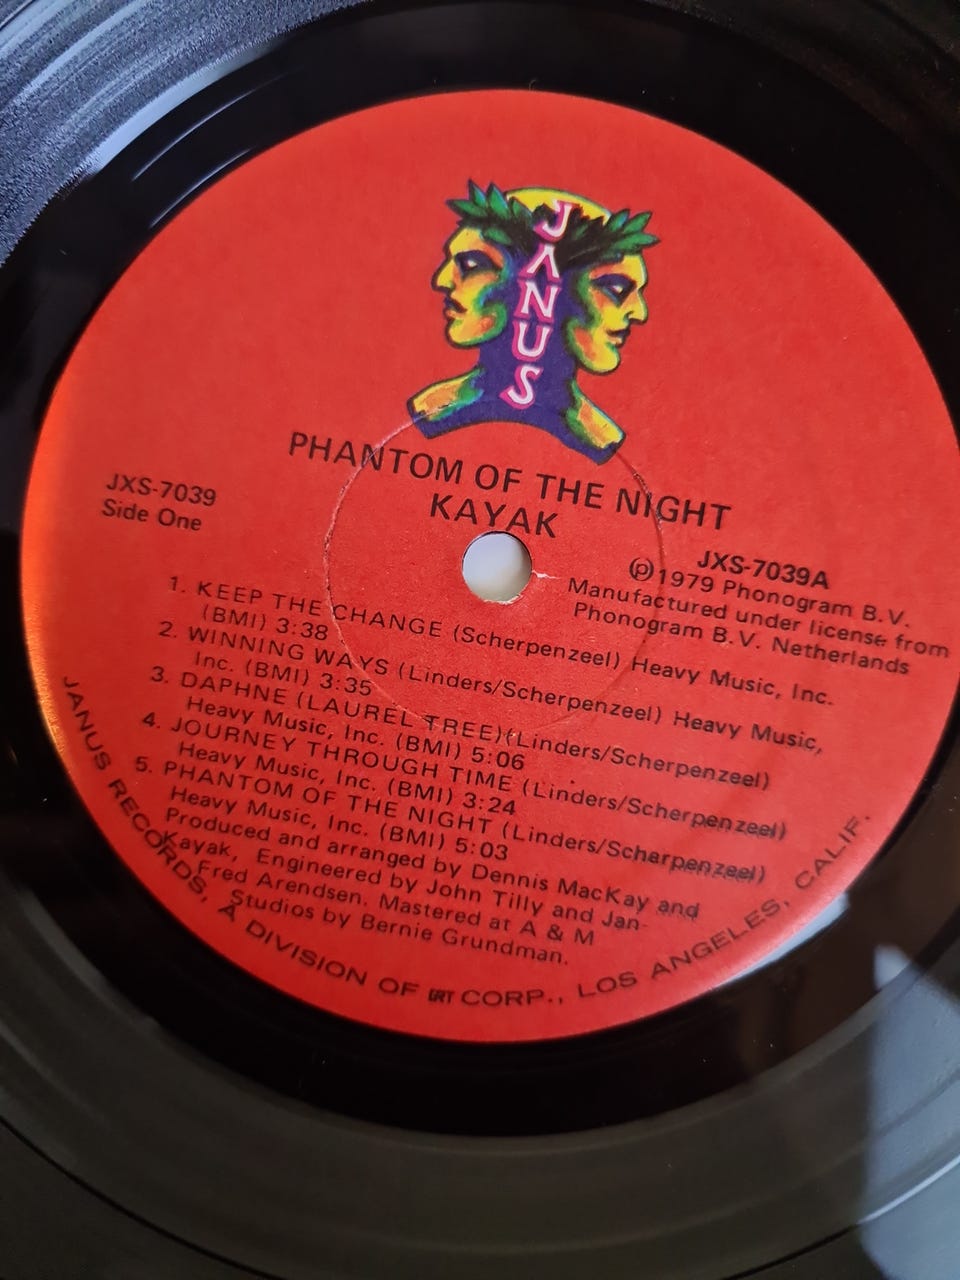 JANUS
PHANTOM OF THE NIGHT
KAYAK
JXS-7039
Side One
JXS-7039A
Ⓟ1979 Phonogram B.V.
Manufactured under license from
Phonogram B.V. Netherlands
1. KEEP THE CHANGE (Scherpenzeel) Heavy Music, Inc.
(BMI) 3:38
2. WINNING WAYS (Linders/Scherpenzeel) Heavy Music,
Inc. (BMI) 3:35
3. DAPHNE (LAUREL TREE)(Linders/Scherpenzeel)
Heavy Music, Inc. (BMI) 5:06
4. JOURNEY THROUGH TIME (Linders/Scherpenzeel)
Heavy Music, Inc. (BMI) 3:24
5. PHANTOM OF THE NIGHT (Linders/Scharpenzeel)
Heavy Music, Inc. (BMI) 5:03
Produced and arranged by Dennis MacKay and
Kayak, Engineered by John Tilly and Jan-
Fred Arendsen. Mastered at A & M
Studios by Bernie Grundman.
JANUS RECORDS, A DIVISION OF GRT CORP., LOS ANGELES, CALIF.